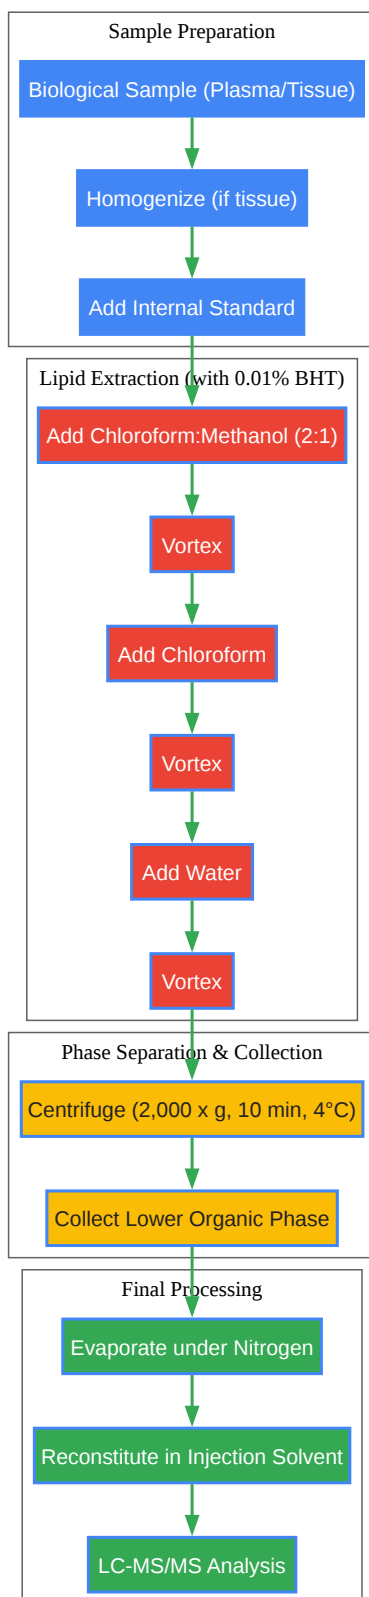 Sample Preparation
Biological Sample (Plasma/Tissue)
Homogenize (if tissue)
Add Internal Standard
Lipid Extraction (with 0.01% BHT)
Add Chloroform:Methanol (2:1)
Vortex
Add Chloroform
Vortex
Add Water
Vortex
Phase Separation & Collection
Centrifuge (2,000 x g, 10 min, 4°C)
Collect Lower Organic Phase
Final Processing
Evaporate under Nitrogen
Reconstitute in Injection Solvent
LC-MS/MS Analysis